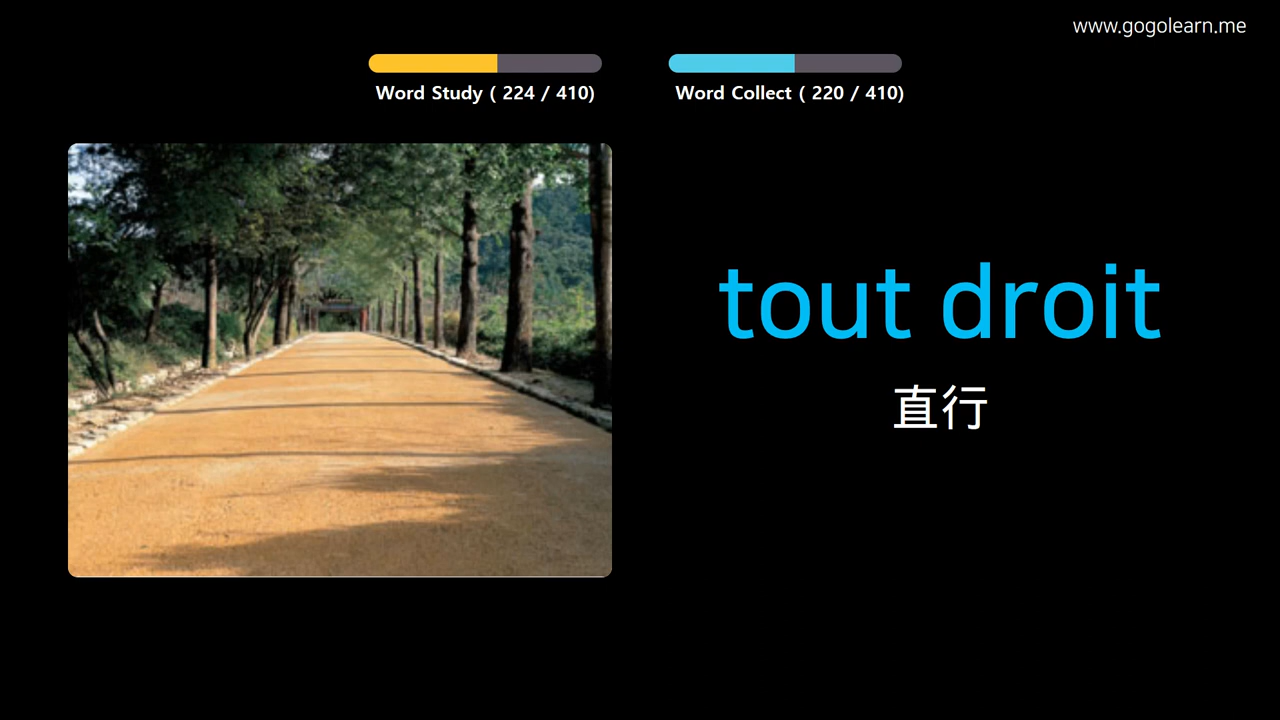 www.gogolearn.me
Word Study ( 224 / 410)
Word Collect ( 220 / 410)
tout droit
直行